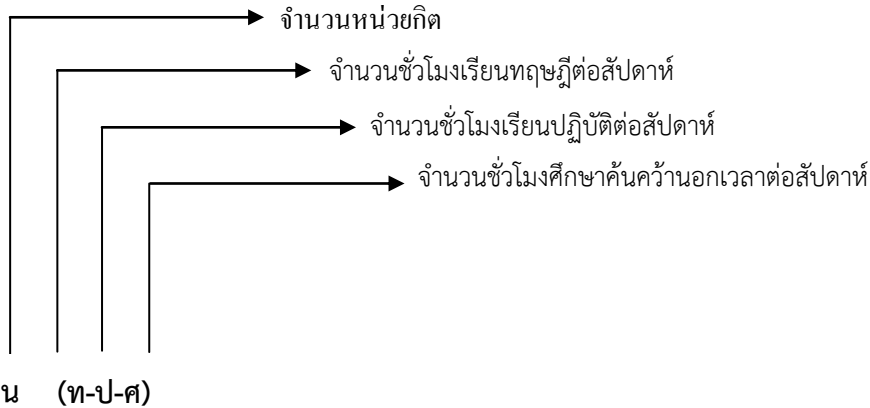 จำนวนหน่วยกิต
จำนวนชั่วโมงเรียนทฤษฎีต่อสัปดาห์
จำนวนชั่วโมงเรียนปฏิบัติต่อสัปดาห์
จำนวนชั่วโมงศึกษาค้นคว้านอกเวลาต่อสัปดาห์
น (ท-ป-ศ)